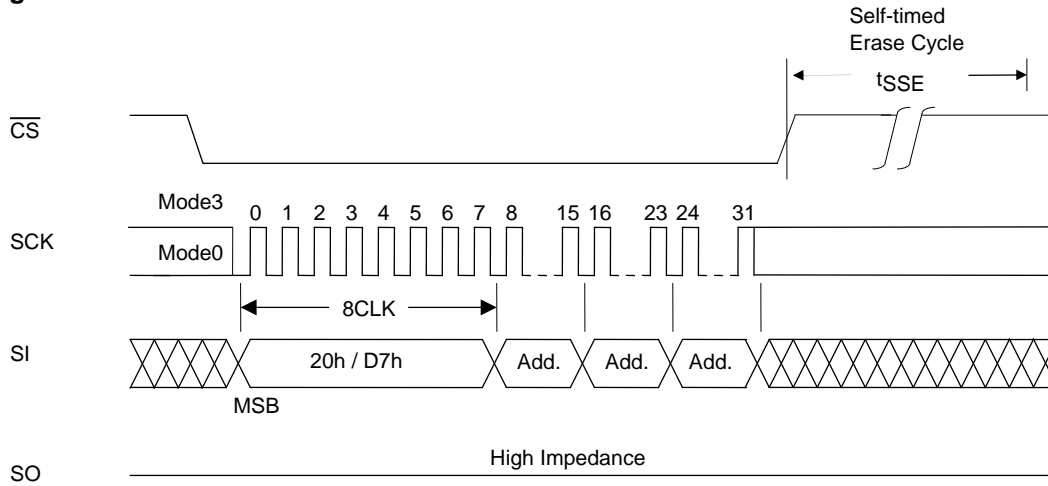 g
Self-timed
Erase Cycle
tSSE
CS
Mode3
0 1 2 3 4 5 6 7 8 15 16 23 24 31
SCK
Mode0
8CLK
SI
20h / D7h Add. Add. Add.
MSB
High Impedance
SO